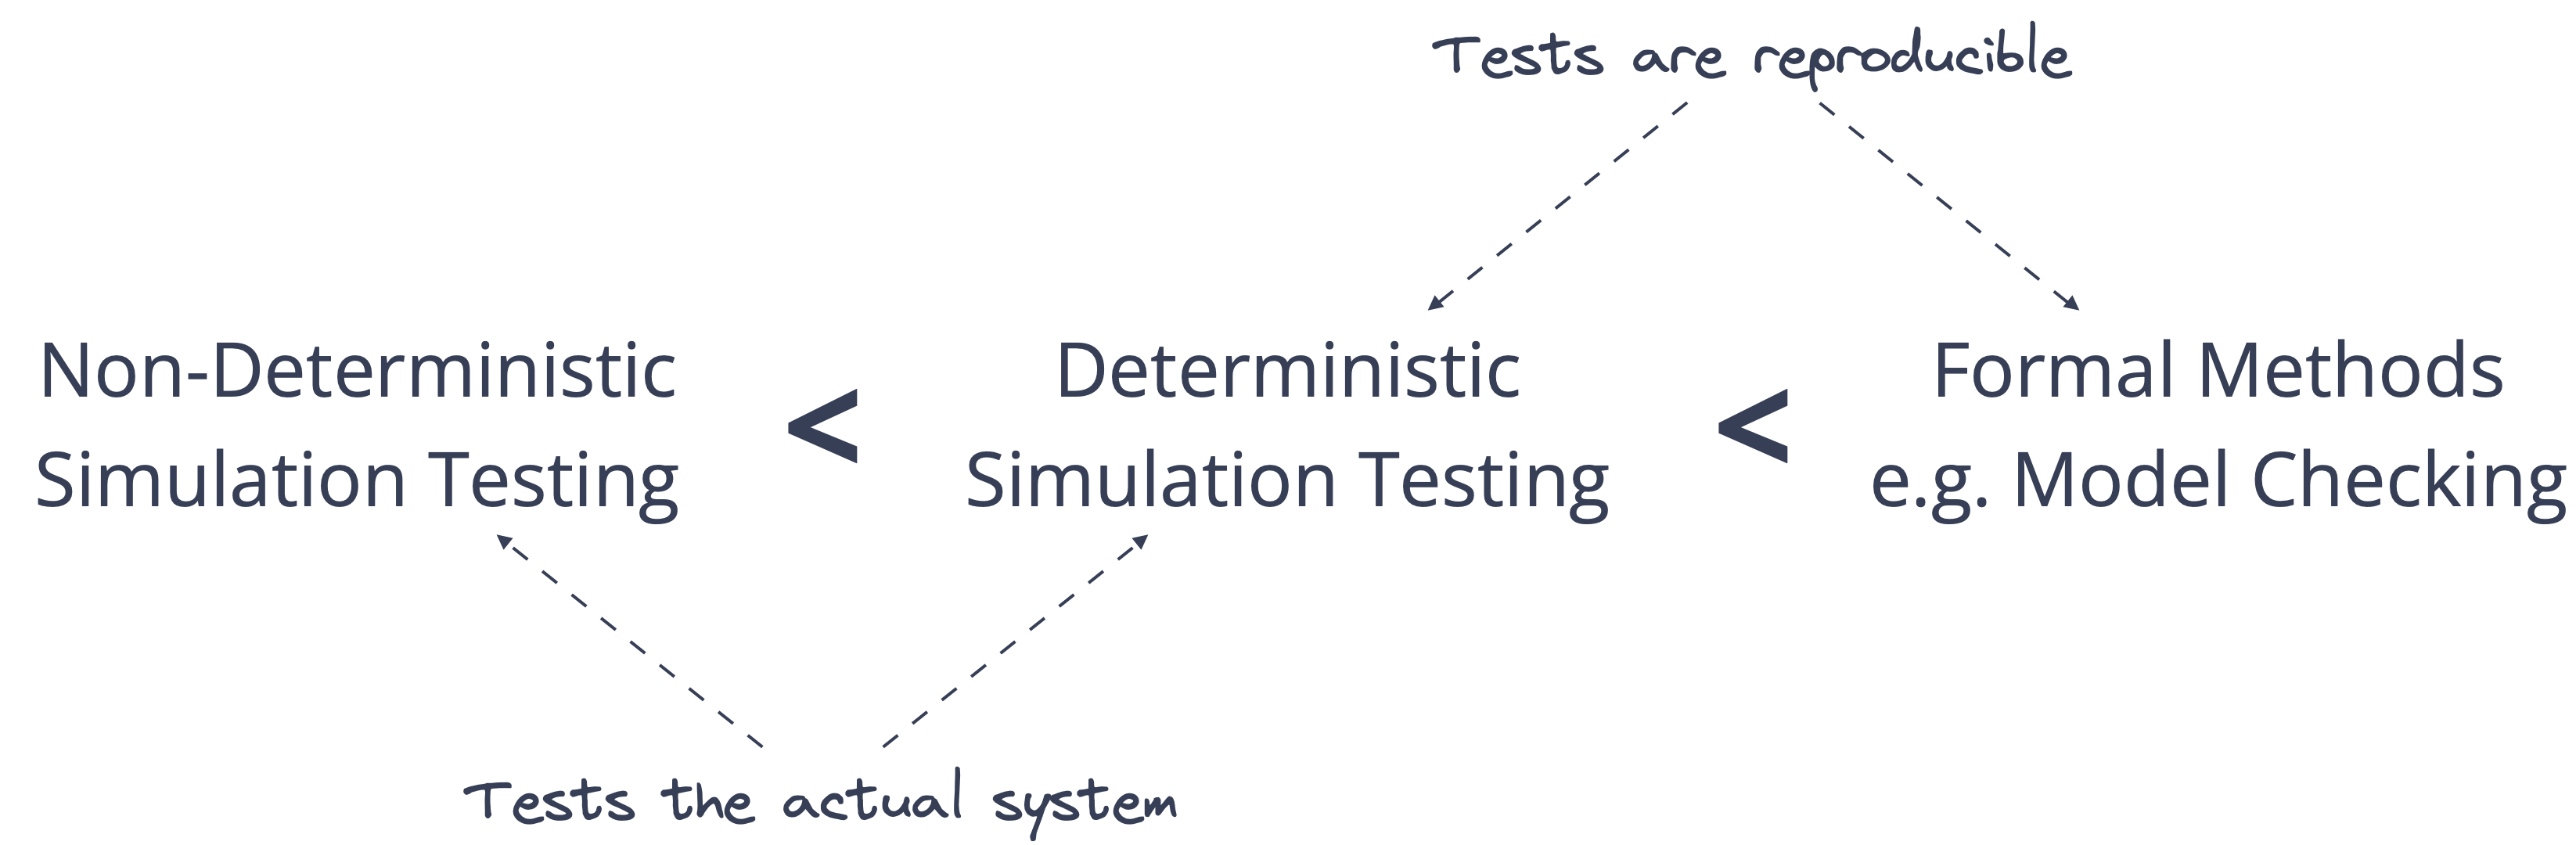 Tests are reproducible
Non-Deterministic
Simulation Testing
<
Deterministic
Simulation Testing
<
Formal Methods
e.g. Model Checking
Tests the actual system